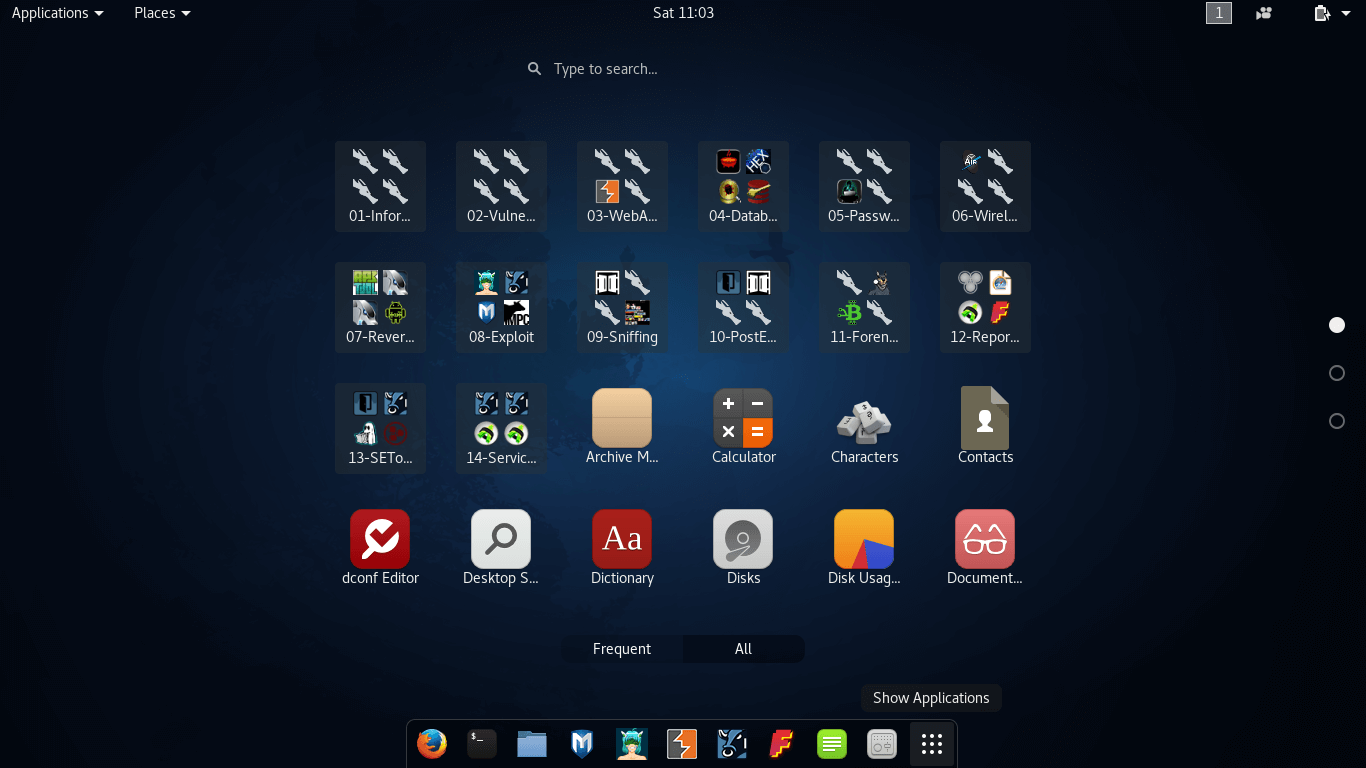 Applications Places Sat 11:03 1
Type to search...
01-Infor... 02-Vulne... 03-WebA... 04-Datab... 05-Passw... 06-Wirel...
07-Rever... 08-Exploit 09-Sniffing 10-PostE... 11-Foren... 12-Repor...
13-SETo... 14-Servic... Archive M... Calculator Characters Contacts
Aa
dconf Editor Desktop S... Dictionary Disks Disk Usag... Document...
Frequent All
Show Applications
$_